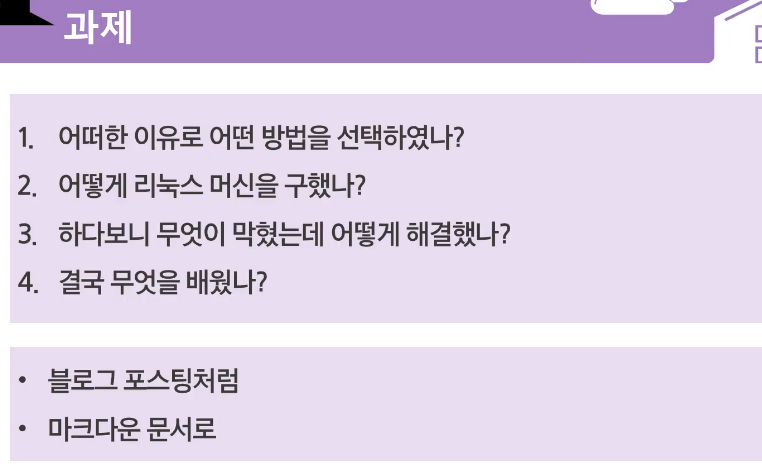 과제
1. 어떠한 이유로 어떤 방법을 선택하였나?
2. 어떻게 리눅스 머신을 구했나?
3. 하다보니 무엇이 막혔는데 어떻게 해결했나?
4. 결국 무엇을 배웠나?
• 블로그 포스팅처럼
• 마크다운 문서로